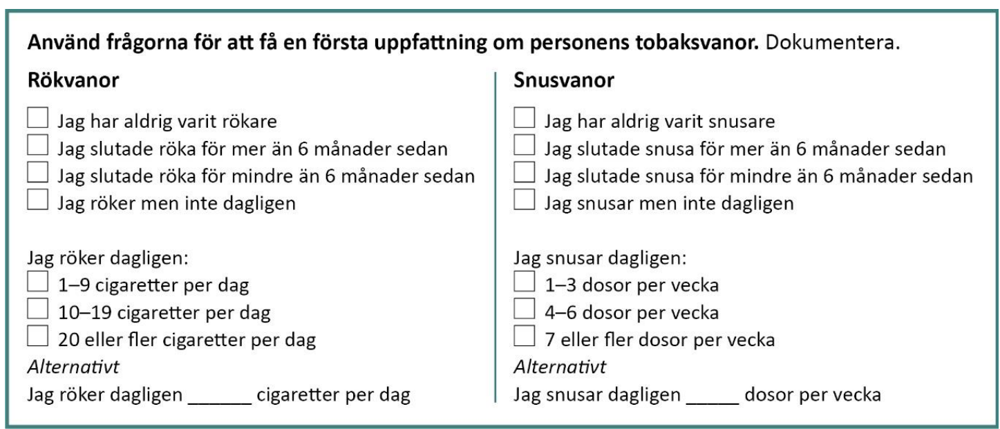 Använd frågorna för att få en första uppfattning om personens tobaksvanor. Dokumentera.
Rökvanor
Jag har aldrig varit rökare
Jag slutade röka för mer än 6 månader sedan
Jag slutade röka för mindre än 6 månader sedan
Jag röker men inte dagligen
Jag röker dagligen:
1–9 cigaretter per dag
10–19 cigaretter per dag
20 eller fler cigaretter per dag
Alternativt
Jag röker dagligen ______ cigaretter per dag
Snusvanor
Jag har aldrig varit snusare
Jag slutade snusa för mer än 6 månader sedan
Jag slutade snusa för mindre än 6 månader sedan
Jag snusar men inte dagligen
Jag snusar dagligen:
1–3 dosor per vecka
4–6 dosor per vecka
7 eller fler dosor per vecka
Alternativt
Jag snusar dagligen _____ dosor per vecka